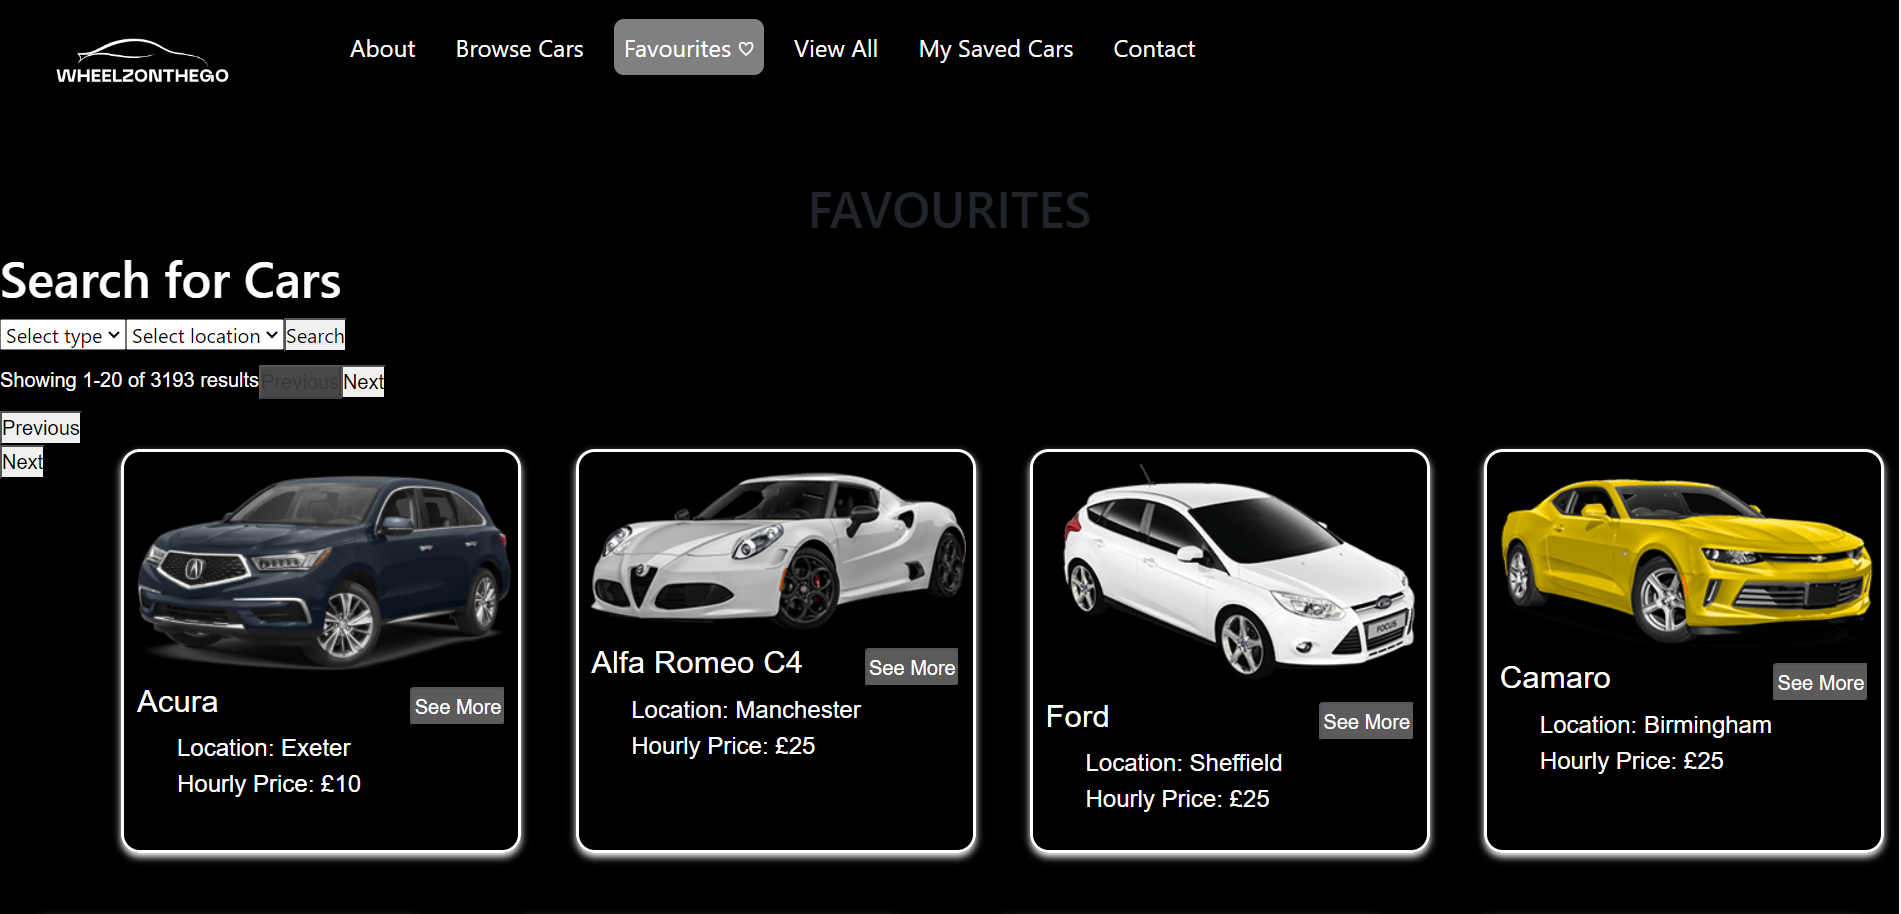 WHEELZONTHEGO
About Browse Cars Favourites ♡ View All My Saved Cars Contact
FAVOURITES
Search for Cars
Select type Select location Search
Showing 1-20 of 3193 results Previous Next
Previous
Next
Acura See More
Location: Exeter
Hourly Price: £10
Alfa Romeo C4 See More
Location: Manchester
Hourly Price: £25
FOCUS
Ford See More
Location: Sheffield
Hourly Price: £25
Camaro See More
Location: Birmingham
Hourly Price: £25